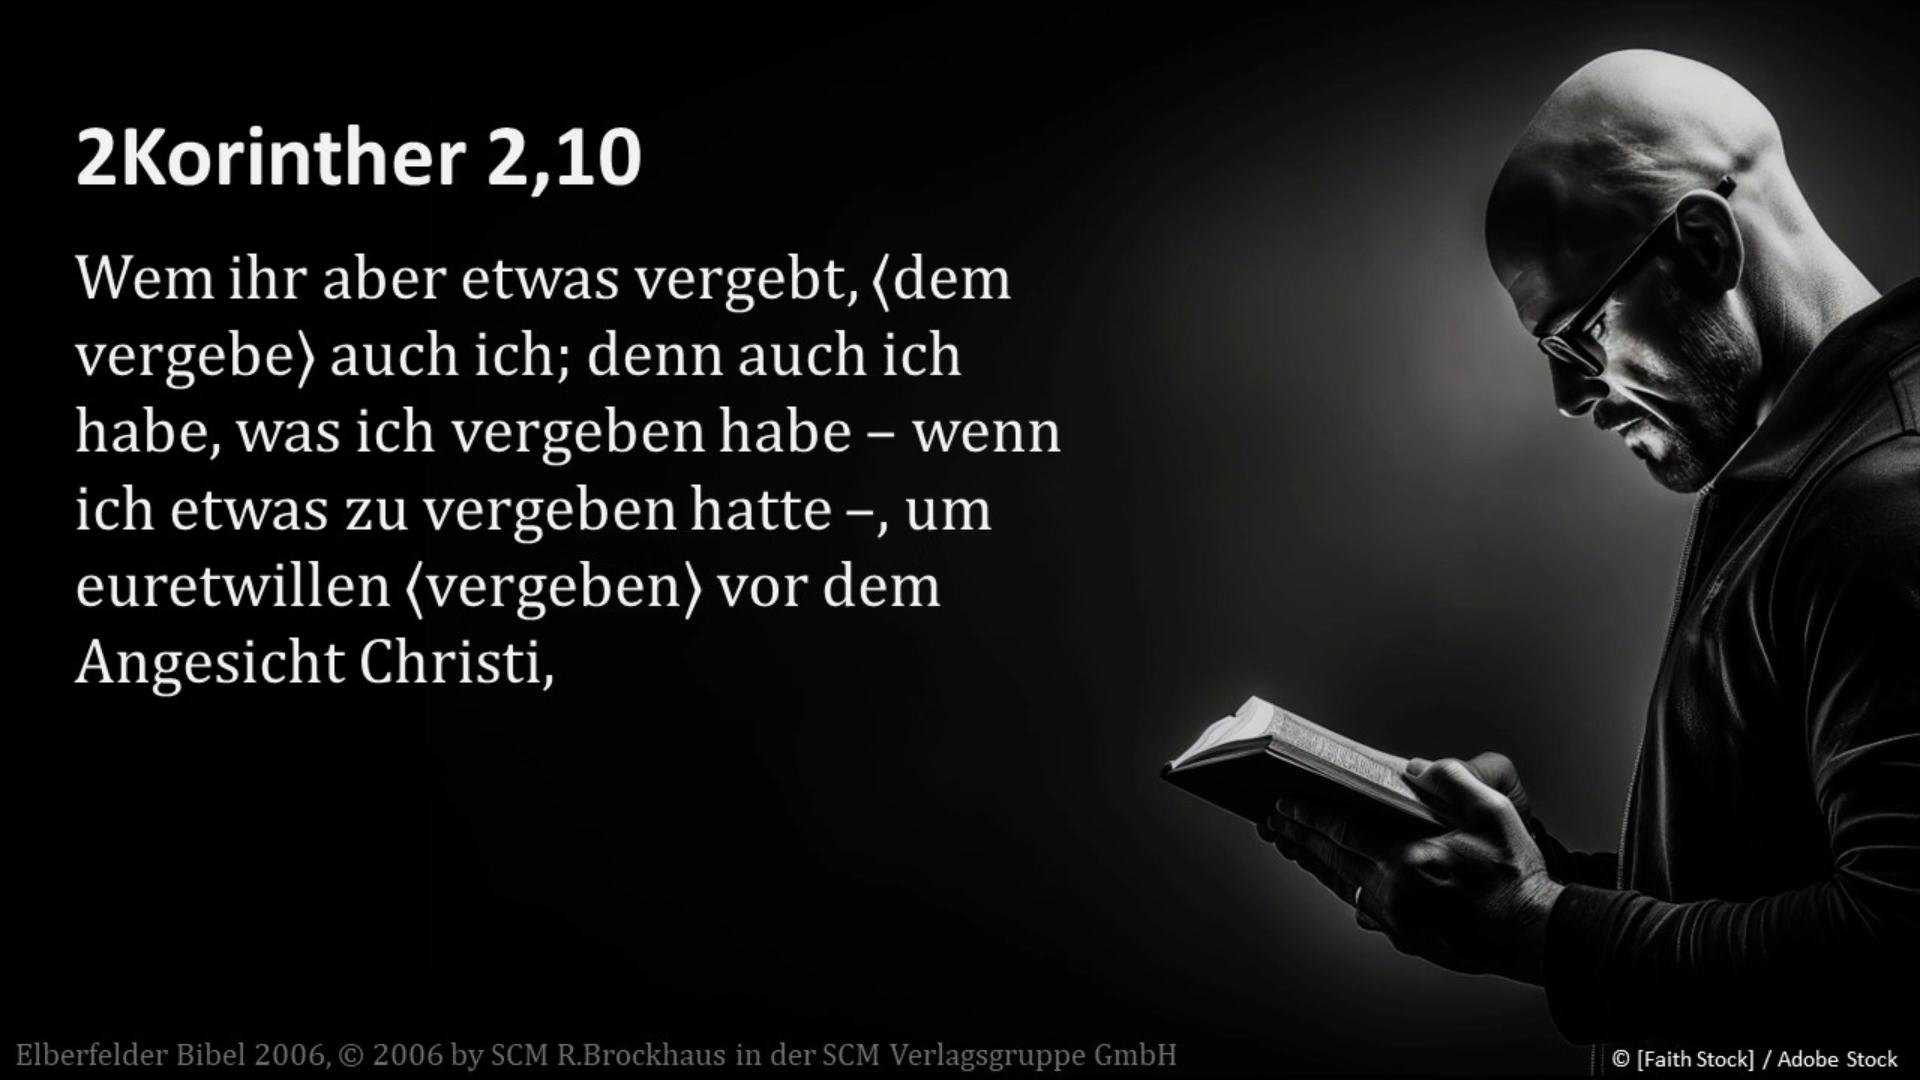 2Korinther 2,10
Wem ihr aber etwas vergebt, ⟨dem
vergebe⟩ auch ich; denn auch ich
habe, was ich vergeben habe – wenn
ich etwas zu vergeben hatte –, um
euretwillen ⟨vergeben⟩ vor dem
Angesicht Christi,
Elberfelder Bibel 2006, © 2006 by SCM R.Brockhaus in der SCM Verlagsgruppe GmbH
© [Faith Stock] / Adobe Stock